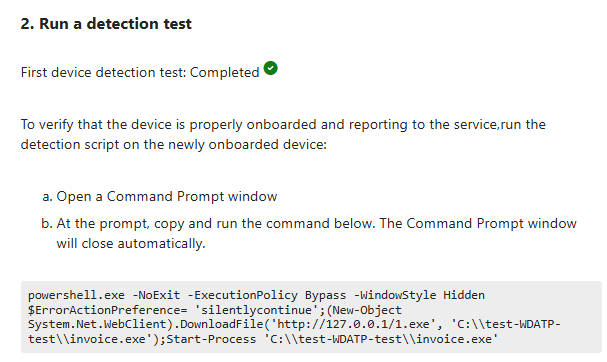 2. Run a detection test
First device detection test: Completed
To verify that the device is properly onboarded and reporting to the service,run the
detection script on the newly onboarded device:
a. Open a Command Prompt window
b. At the prompt, copy and run the command below. The Command Prompt window
will close automatically.
powershell.exe -NoExit -ExecutionPolicy Bypass -WindowStyle Hidden
$ErrorActionPreference= 'silentlycontinue';(New-Object
System.Net.WebClient).DownloadFile('http://127.0.0.1/1.exe', 'C:\\test-WDATP-
test\\invoice.exe');Start-Process 'C:\\test-WDATP-test\\invoice.exe'